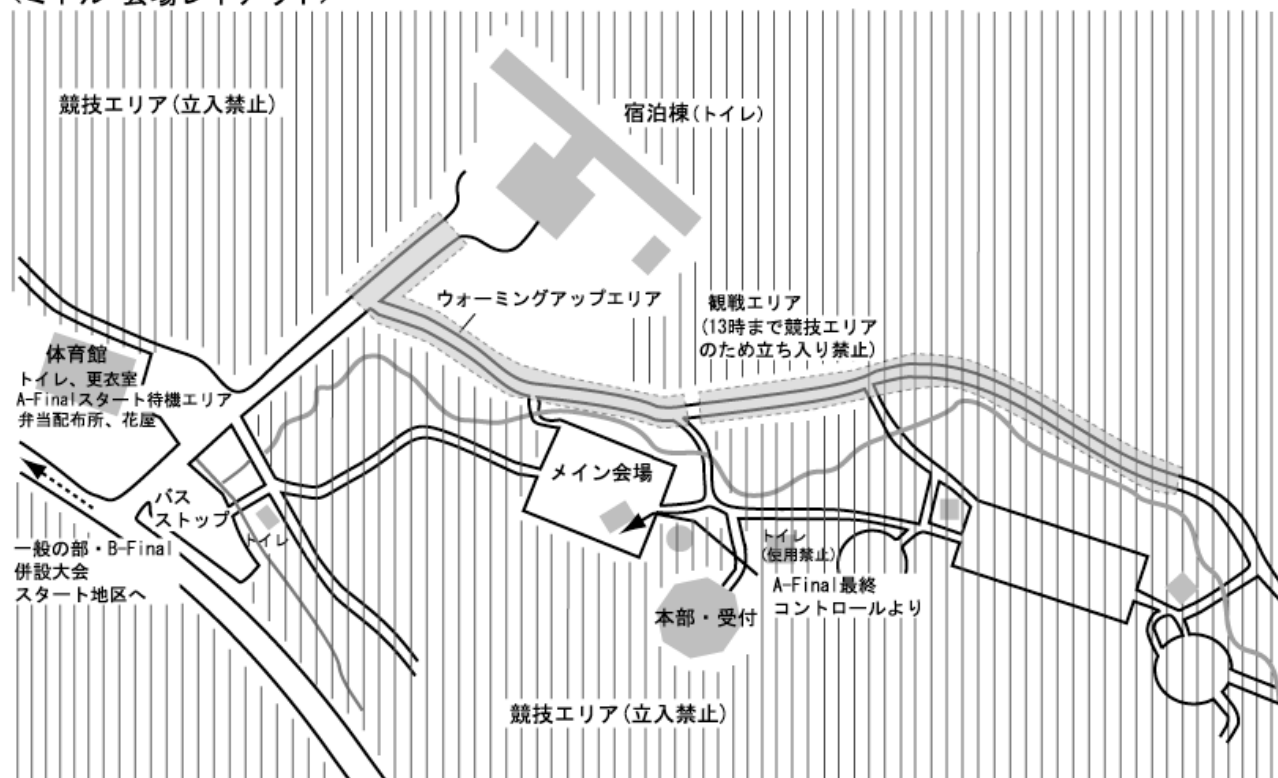 競技エリア(立入禁止)
宿泊棟(トイレ)
ウォーミングアップエリア
観戦エリア
(13時まで競技エリア
のため立ち入り禁止)
体育館
トイレ、更衣室
A-Finalスタート待機エリア
弁当配布所、花屋
メイン会場
バス
ストップ
トイレ
一般の部・B-Final
併設大会
スタート地区へ
トイレ
(使用禁止)
A-Final最終
コントロールより
本部・受付
競技エリア(立入禁止)